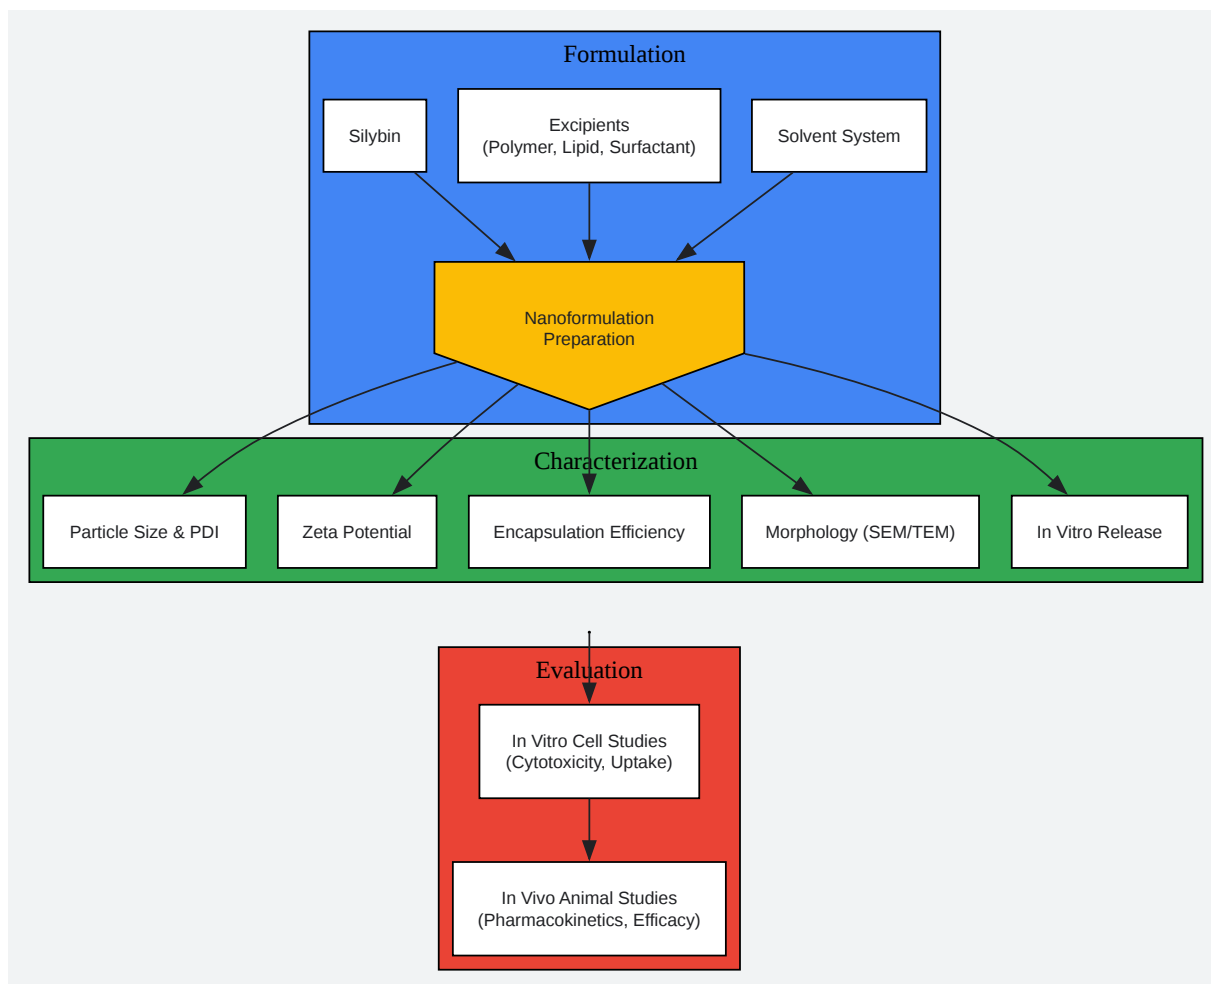 Formulation
Silybin
Excipients
(Polymer, Lipid, Surfactant)
Solvent System
Nanoformulation
Preparation
Characterization
Particle Size & PDI
Zeta Potential
Encapsulation Efficiency
Morphology (SEM/TEM)
In Vitro Release
Evaluation
In Vitro Cell Studies
(Cytotoxicity, Uptake)
In Vivo Animal Studies
(Pharmacokinetics, Efficacy)